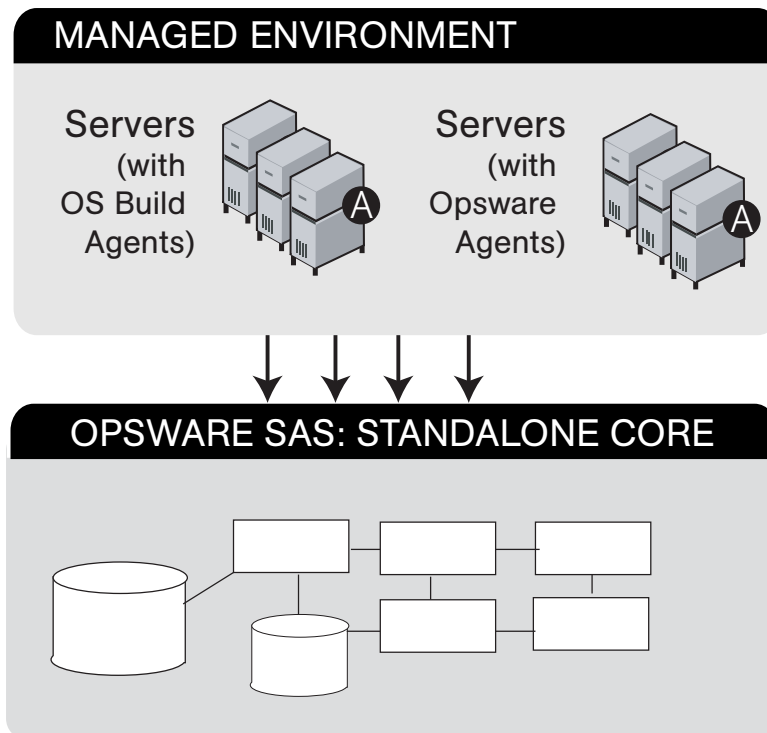 MANAGED ENVIRONMENT
Servers
(with
OS Build
Agents)
A
Servers
(with
Opsware
Agents)
A
OPSWARE SAS: STANDALONE CORE